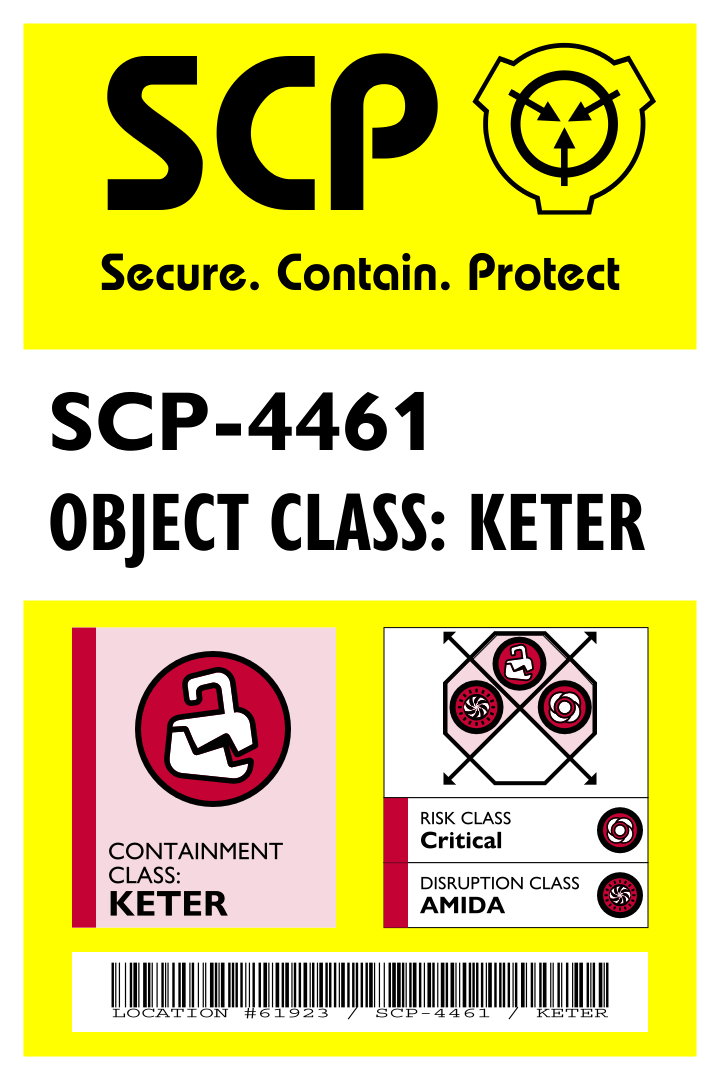 SCP
Secure. Contain. Protect
SCP-4461
OBJECT CLASS: KETER
CONTAINMENT
CLASS:
KETER
RISK CLASS
Critical
DISRUPTION CLASS
AMIDA
LOCATION #61923 / SCP-4461 / KETER